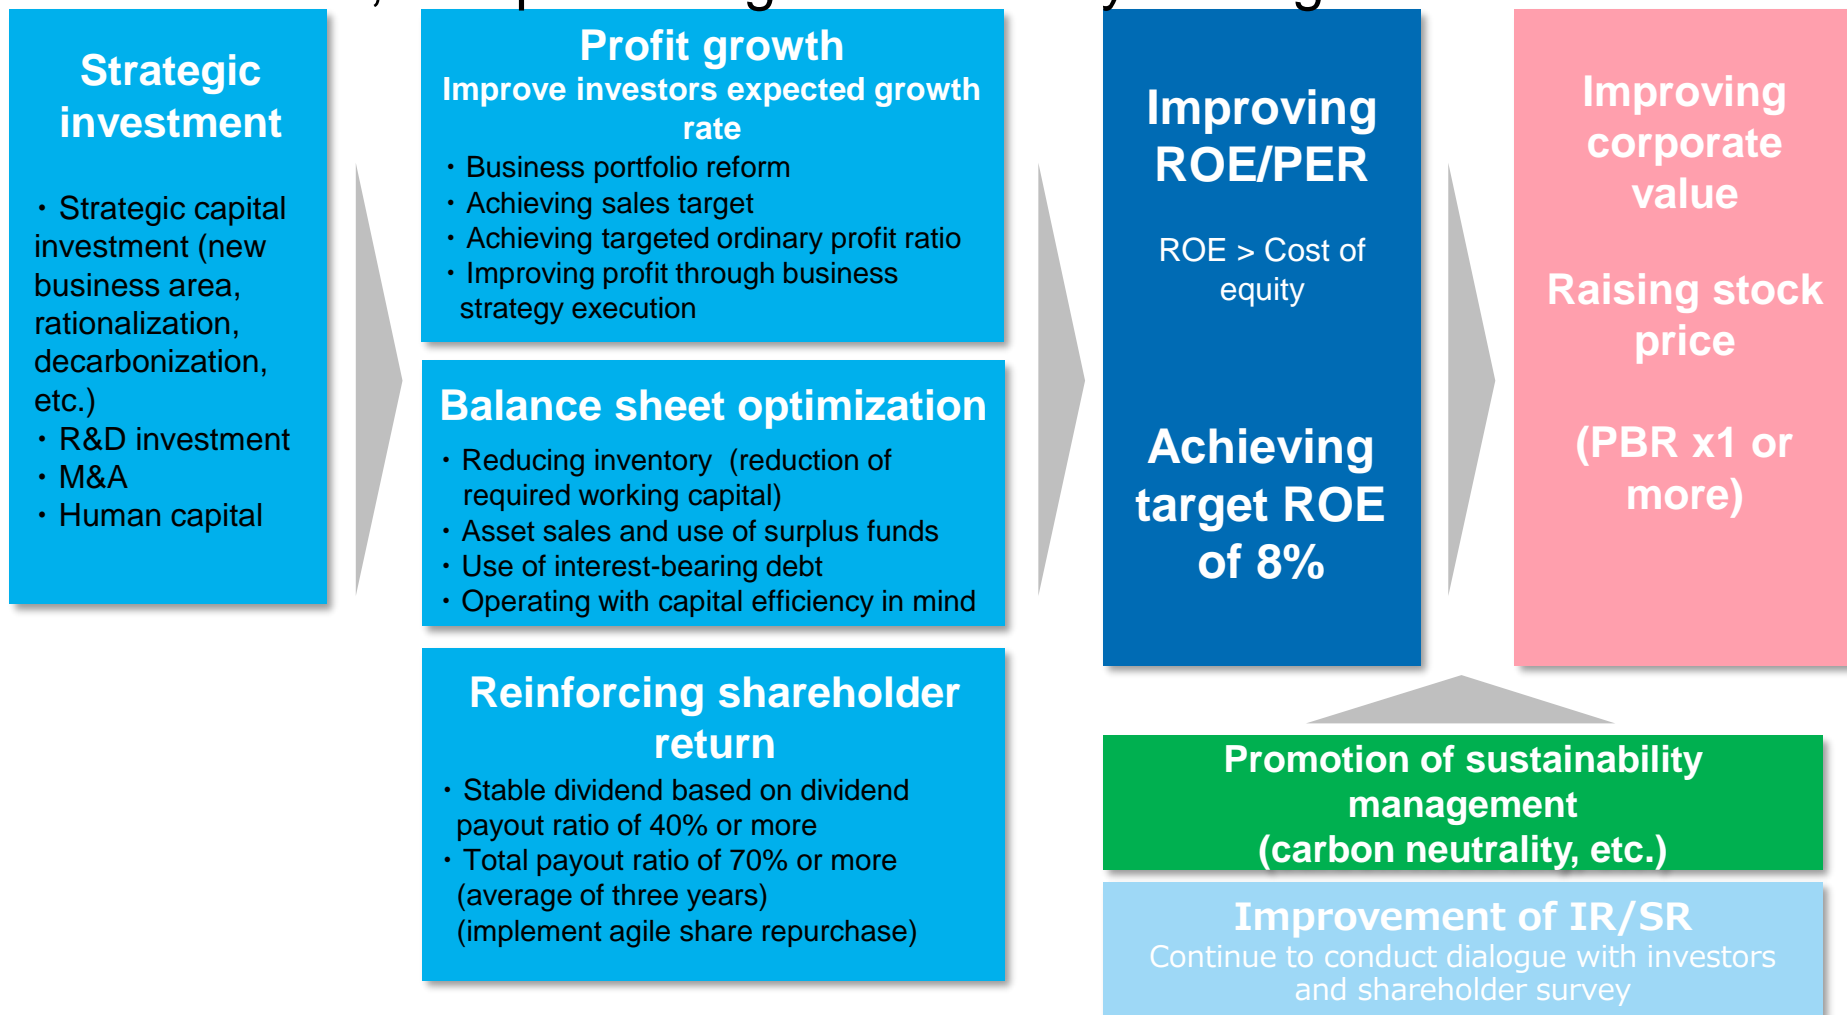 Strategic
investment
・Strategic capital
investment (new
business area,
rationalization,
decarbonization,
etc.)
・R&D investment
・M&A
・Human capital
Profit growth
Improve investors expected growth
rate
・Business portfolio reform
・Achieving sales target
・Achieving targeted ordinary profit ratio
・Improving profit through business
strategy execution
Balance sheet optimization
・Reducing inventory (reduction of
required working capital)
・Asset sales and use of surplus funds
・Use of interest-bearing debt
・Operating with capital efficiency in mind
Reinforcing shareholder
return
・Stable dividend based on dividend
payout ratio of 40% or more
・Total payout ratio of 70% or more
(average of three years)
(implement agile share repurchase)
Improving
ROE/PER
ROE > Cost of
equity
Achieving
target ROE
of 8%
Improving
corporate
value
Raising stock
price
(PBR x1 or
more)
Promotion of sustainability
management
(carbon neutrality, etc.)
Improvement of IR/SR
Continue to conduct dialogue with investors
and shareholder survey